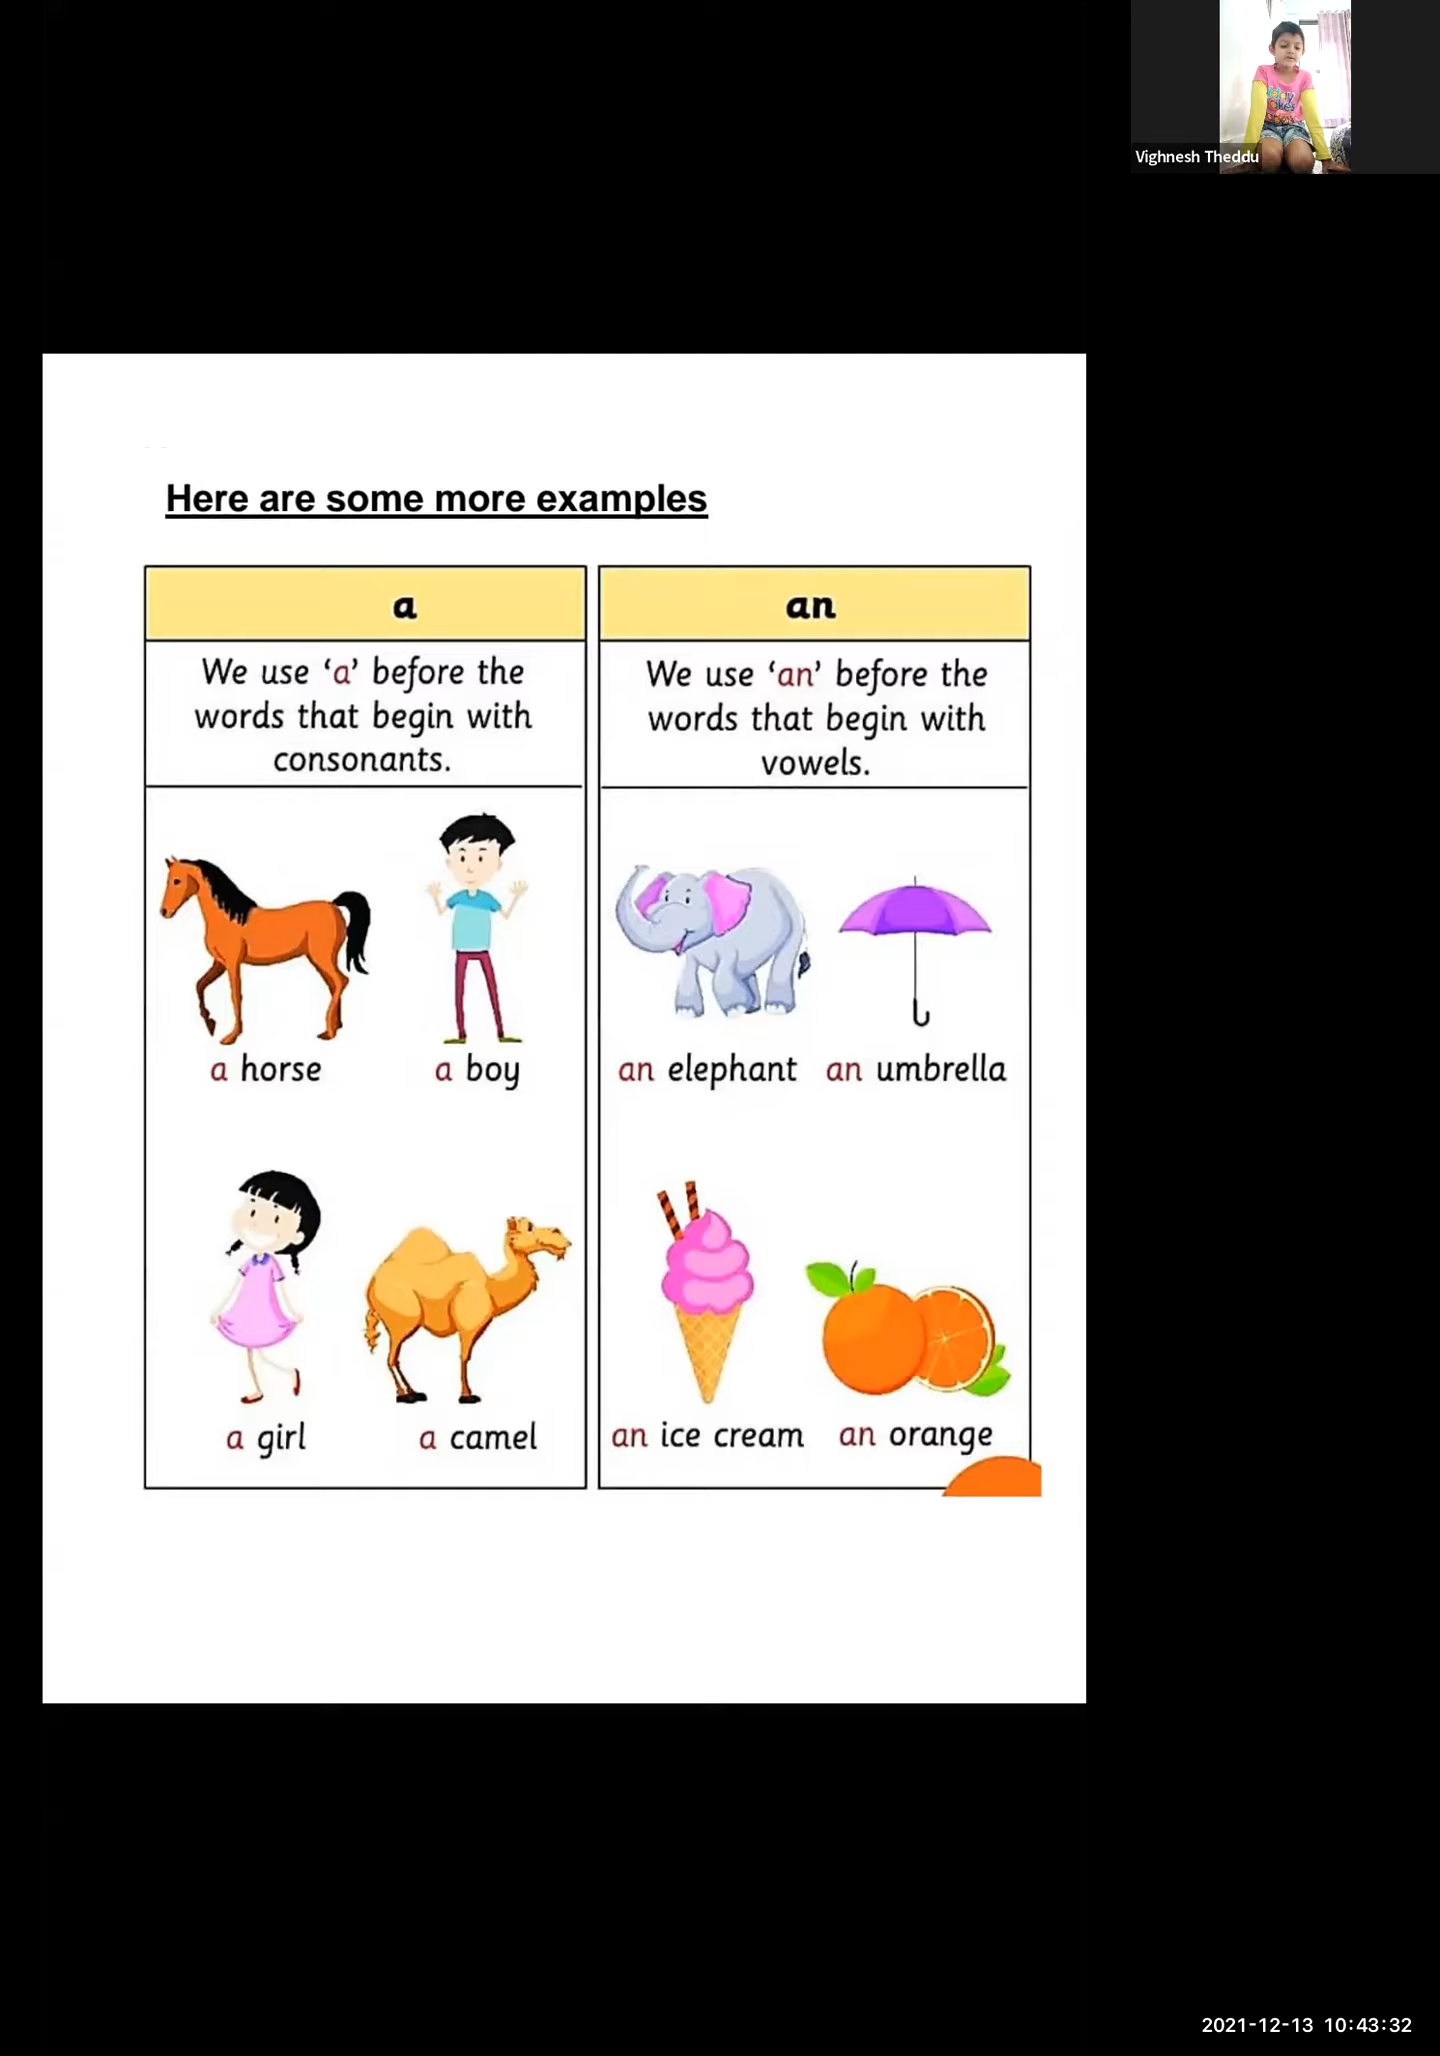 Vighnesh Theddu
Here are some more examples
a
We use ‘a’ before the
words that begin with
consonants.
a horse
a boy
a girl
a camel
an
We use ‘an’ before the
words that begin with
vowels.
an elephant
an umbrella
an ice cream
an orange
2021-12-13 10:43:32